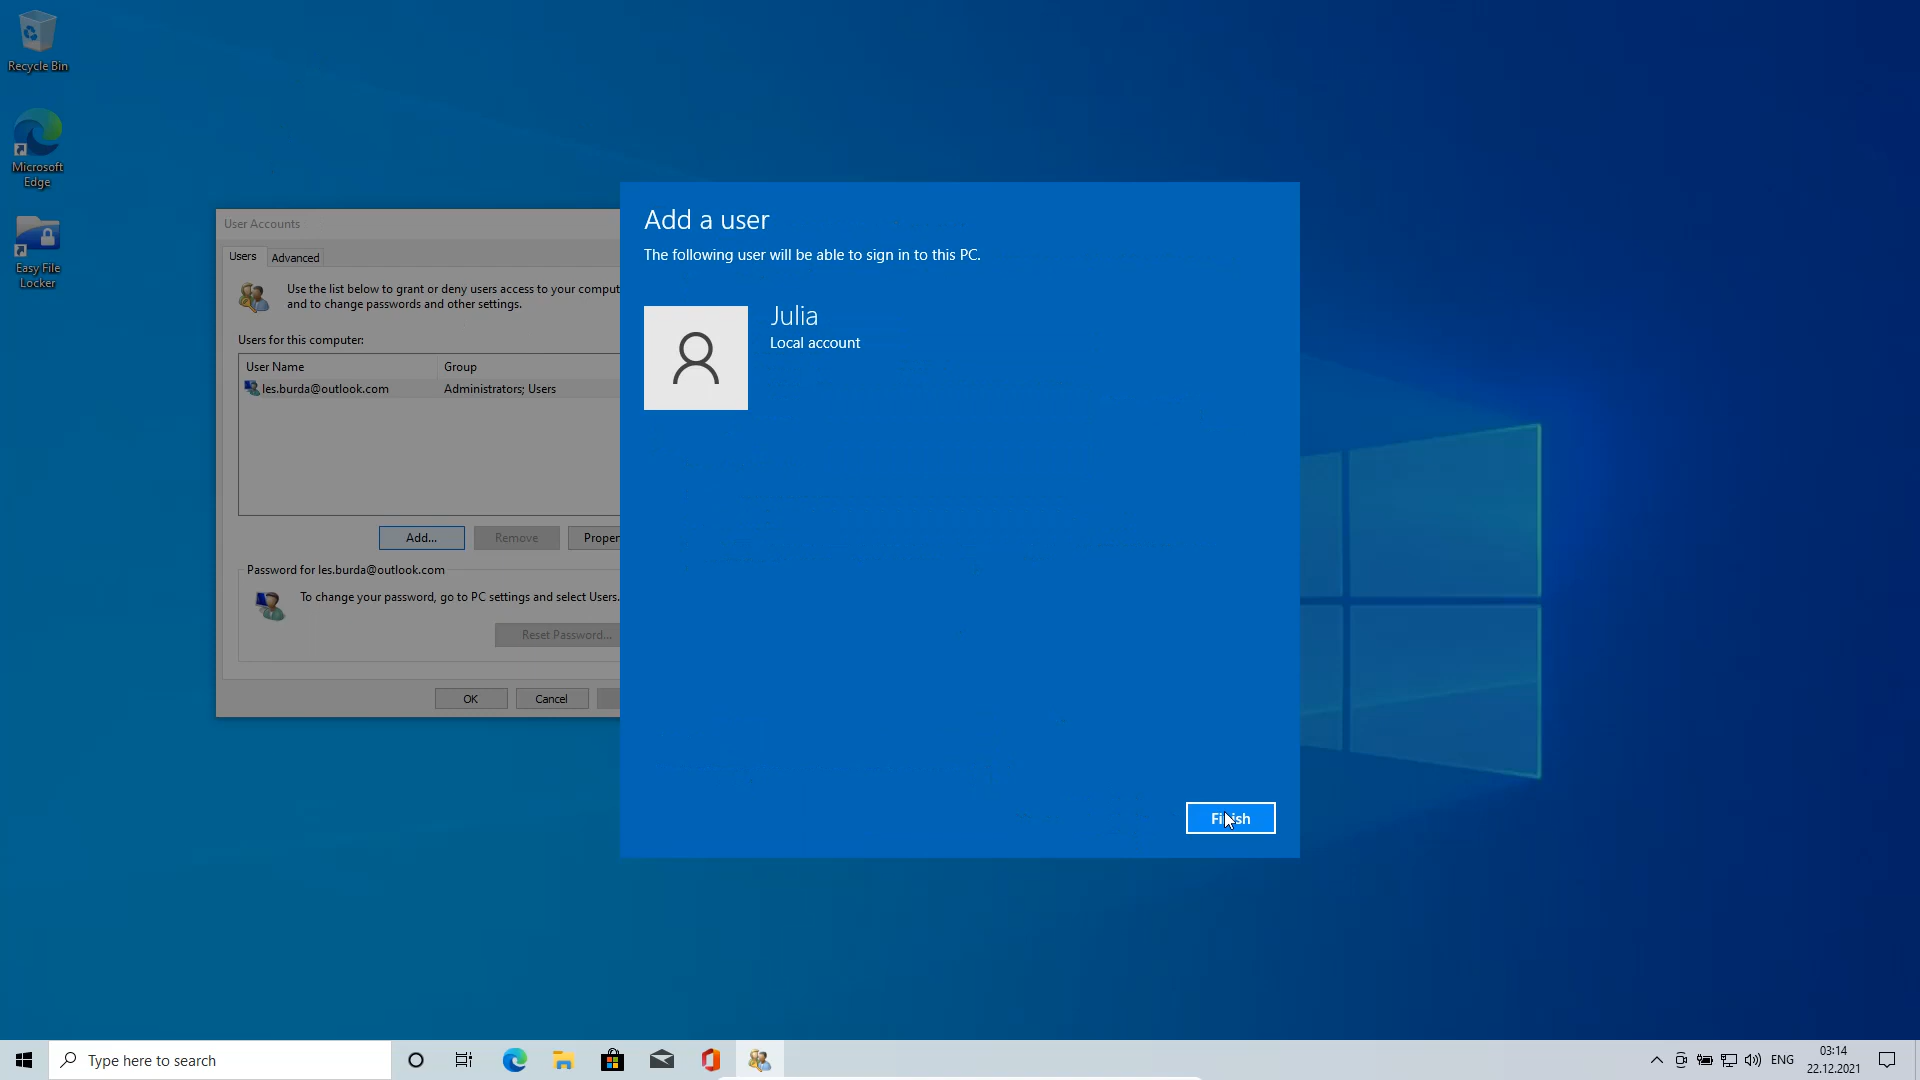 Recycle Bin
Microsoft
Edge
Easy File
Locker
User Accounts
Users
Advanced
Use the list below to grant or deny users access to your comput
and to change passwords and other settings.
Users for this computer:
User Name
Group
les.burda@outlook.com
Administrators; Users
Add...
Remove
Proper
Password for les.burda@outlook.com
To change your password, go to PC settings and select Users.
Reset Password...
OK
Cancel
Add a user
The following user will be able to sign in to this PC.
Julia
Local account
Finish
Type here to search
ENG
03:14
22.12.2021